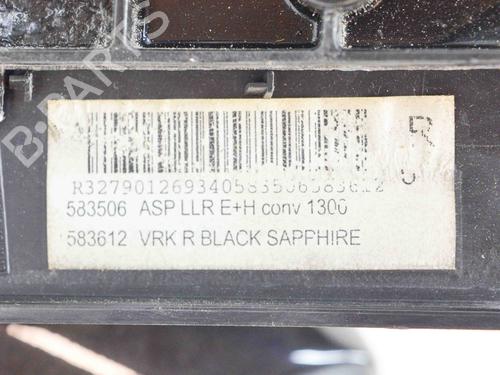 R327901269340583506583612
583506 ASP LLR E+H conv 1300
583612 VRK R BLACK SAPPHIRE
B-PARTS